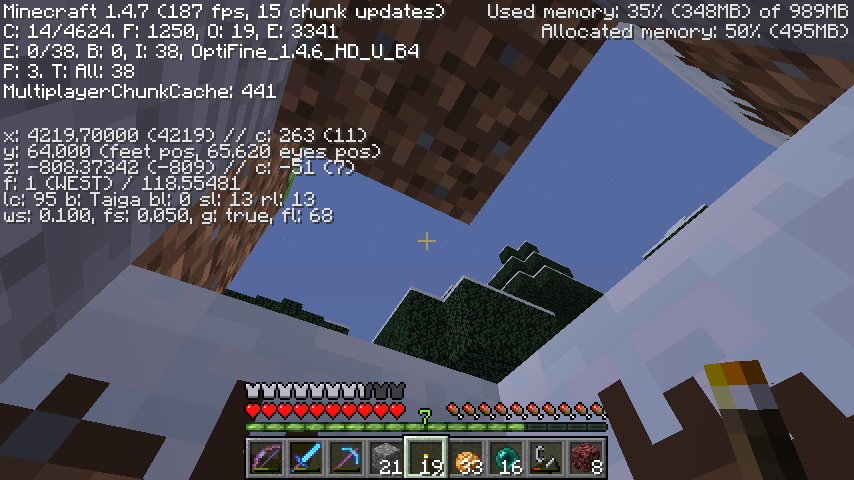 Minecraft 1.4.7 (187 fps, 15 chunk updates)
Used memory: 35% (348MB) of 989MB
C: 14/4624. F: 1250, O: 19, E: 3341
Allocated memory: 50% (495MB)
E: 0/38. B: 0, I: 38, OptiFine_1.4.6_HD_U_B4
P: 3. T: All: 38
MultiplayerChunkCache: 441
x: 4219.70000 (4219) // c: 263 (11)
y: 64.000 (feet pos, 65.620 eyes pos)
z: -808.37342 (-809) // c: -51 (7)
f: 1 (WEST) / 118.55481
lc: 95 b: Taiga bl: 0 sl: 13 rl: 13
ws: 0.100, fs: 0.050, g: true, fl: 68
7
21 19 33 16 8